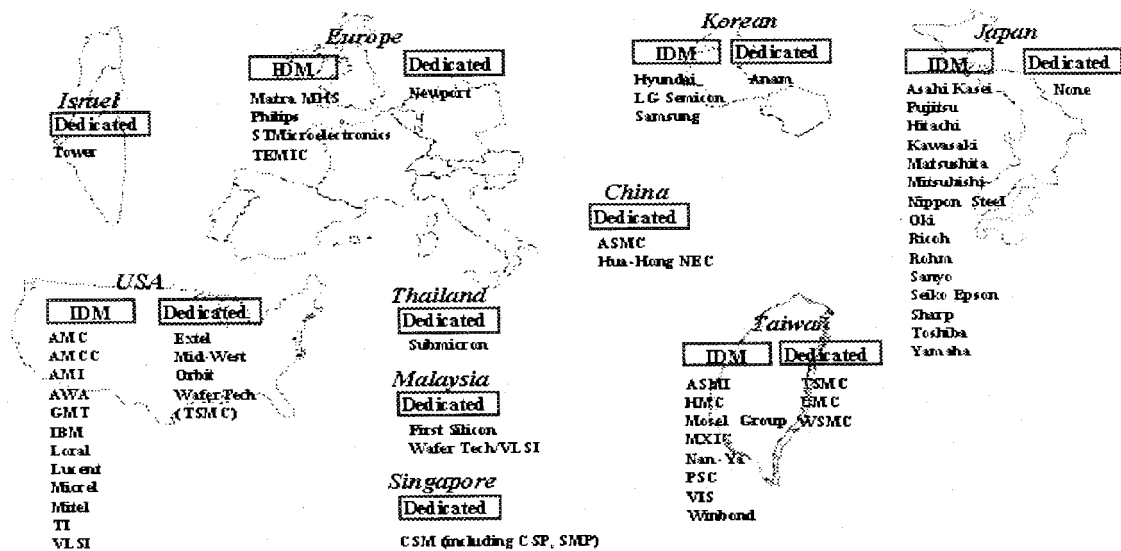 Israel
Dedicated
Tower
Europe
IDM
Matra MHS
Philips
STMicroelectronics
TEMIC
Dedicated
Newport
Korean
IDM
Hyundai
LG Semicon
Samsung
Dedicated
Anam
Japan
IDM
Asahi Kasei
Fujitsu
Hitachi
Kawasaki
Matsushita
Mitsubishi
Nippon Steel
Oki
Ricoh
Rohm
Sanyo
Seiko Epson
Sharp
Toshiba
Yamaha
Dedicated
None
China
Dedicated
ASMC
Hua-Hong NEC
USA
IDM
AMC
AMCC
AMI
AWA
GMT
IBM
Loral
Lucent
Micrel
Mitel
TI
VLSI
Dedicated
Extel
Mid-West
Orbit
WaferTech
(TSMC)
Thailand
Dedicated
Submicron
Malaysia
Dedicated
First Silicon
Wafer Tech/VLSI
Singapore
Dedicated
CSM (including CSP, SMP)
Taiwan
IDM
ASMI
HMC
Mosel Group
Nan-Ya
PSC
VIS
Winbond
Dedicated
TSMC
UMC
WSMC